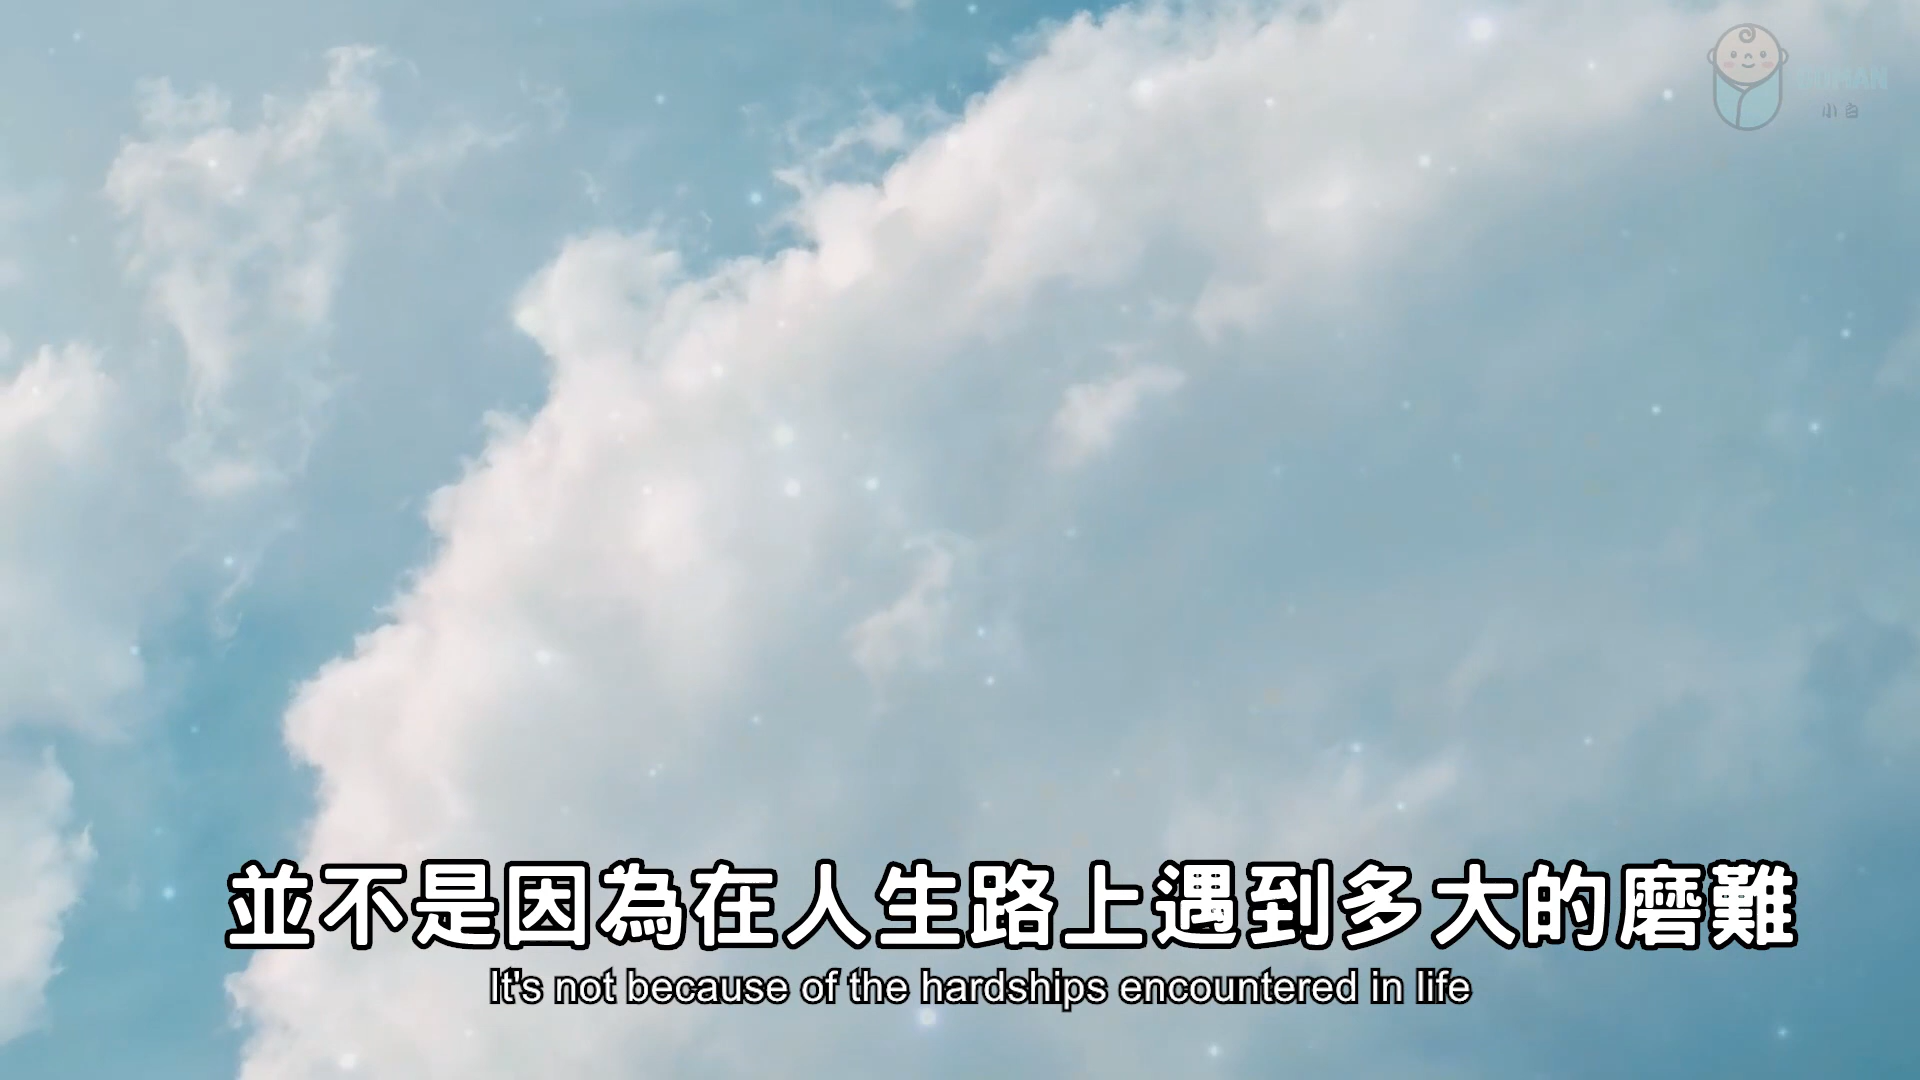 小白
並不是因為在人生路上遇到多大的磨難
It's not because of the hardships encountered in life